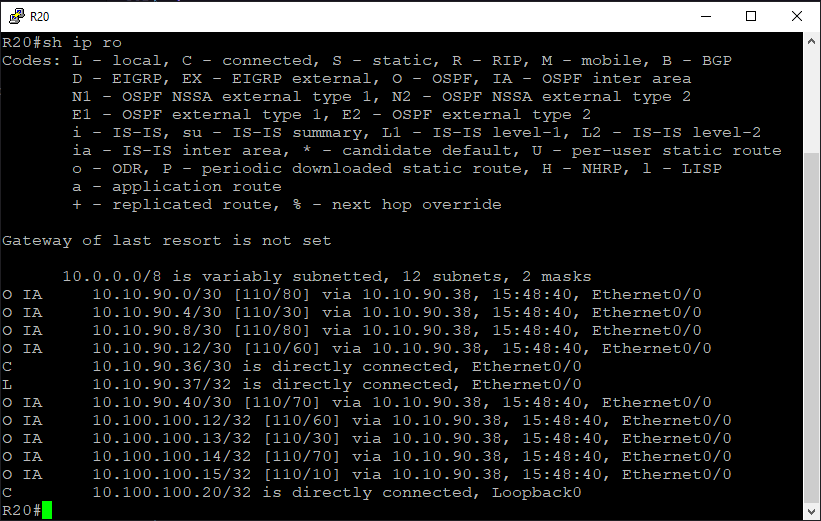 R20
R20#sh ip ro
Codes: L - local, C - connected, S - static, R - RIP, M - mobile, B - BGP
D - EIGRP, EX - EIGRP external, O - OSPF, IA - OSPF inter area
N1 - OSPF NSSA external type 1, N2 - OSPF NSSA external type 2
E1 - OSPF external type 1, E2 - OSPF external type 2
i - IS-IS, su - IS-IS summary, L1 - IS-IS level-1, L2 - IS-IS level-2
ia - IS-IS inter area, * - candidate default, U - per-user static route
o - ODR, P - periodic downloaded static route, H - NHRP, l - LISP
a - application route
+ - replicated route, % - next hop override
Gateway of last resort is not set
10.0.0.0/8 is variably subnetted, 12 subnets, 2 masks
O IA 10.10.90.0/30 [110/80] via 10.10.90.38, 15:48:40, Ethernet0/0
O IA 10.10.90.4/30 [110/30] via 10.10.90.38, 15:48:40, Ethernet0/0
O IA 10.10.90.8/30 [110/80] via 10.10.90.38, 15:48:40, Ethernet0/0
O IA 10.10.90.12/30 [110/60] via 10.10.90.38, 15:48:40, Ethernet0/0
C 10.10.90.36/30 is directly connected, Ethernet0/0
L 10.10.90.37/32 is directly connected, Ethernet0/0
O IA 10.10.90.40/30 [110/70] via 10.10.90.38, 15:48:40, Ethernet0/0
O IA 10.100.100.12/32 [110/60] via 10.10.90.38, 15:48:40, Ethernet0/0
O IA 10.100.100.13/32 [110/30] via 10.10.90.38, 15:48:40, Ethernet0/0
O IA 10.100.100.14/32 [110/70] via 10.10.90.38, 15:48:40, Ethernet0/0
O IA 10.100.100.15/32 [110/10] via 10.10.90.38, 15:48:40, Ethernet0/0
C 10.100.100.20/32 is directly connected, Loopback0
R20#